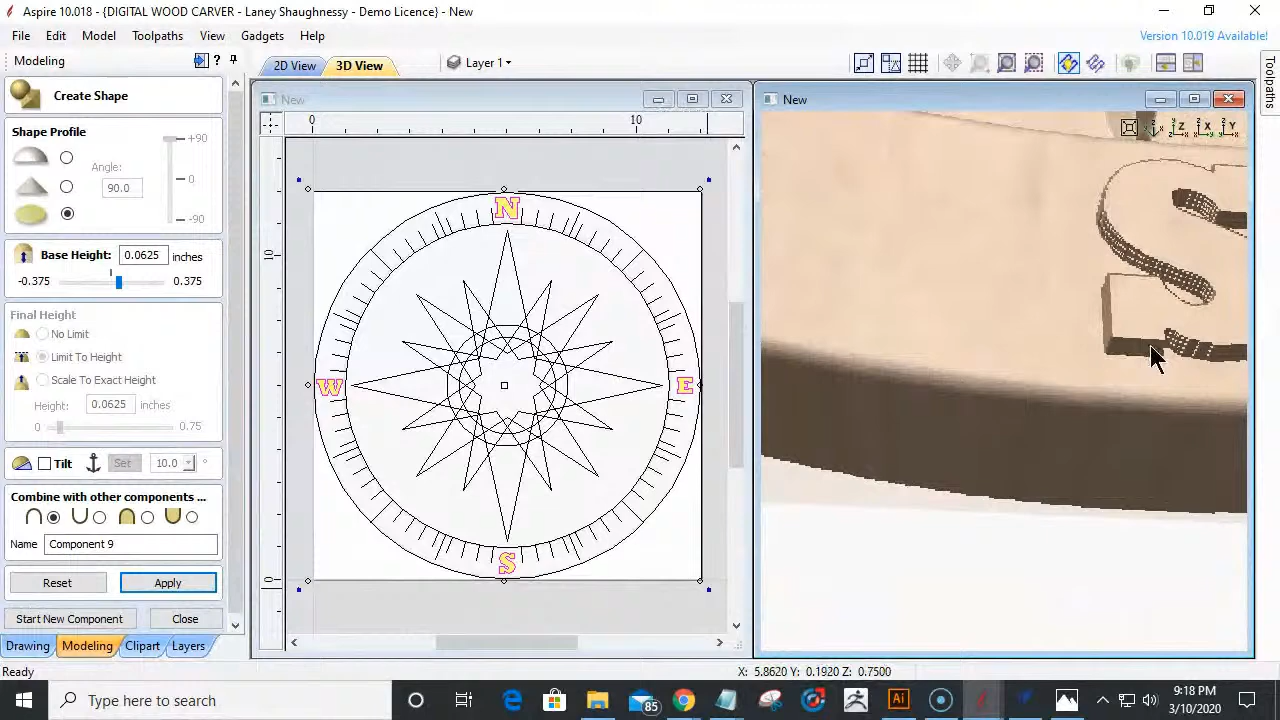 Aspire 10.018 - {DIGITAL WOOD CARVER - Laney Shaughnessy - Demo Licence} - New
File Edit Model Toolpaths View Gadgets Help
Version 10.019 Available!
Modeling
2D View
3D View
Layer 1
Toolpaths
Create Shape
Shape Profile
+90
Angle:
90.0
0
-90
Base Height: 0.0625 inches
-0.375 0.375
Final Height
No Limit
Limit To Height
Scale To Exact Height
Height: 0.0625 inches
0 0.75
Tilt Set 10.0 °
Combine with other components ...
Name Component 9
Reset Apply
Start New Component Close
Drawing Modeling Clipart Layers
New
0 10
10
0
N
W
E
S
New
Z X Y
S
Ready
X: 5.8620 Y: 0.1920 Z: 0.7500
Type here to search
85
Ai
9:18 PM
3/10/2020